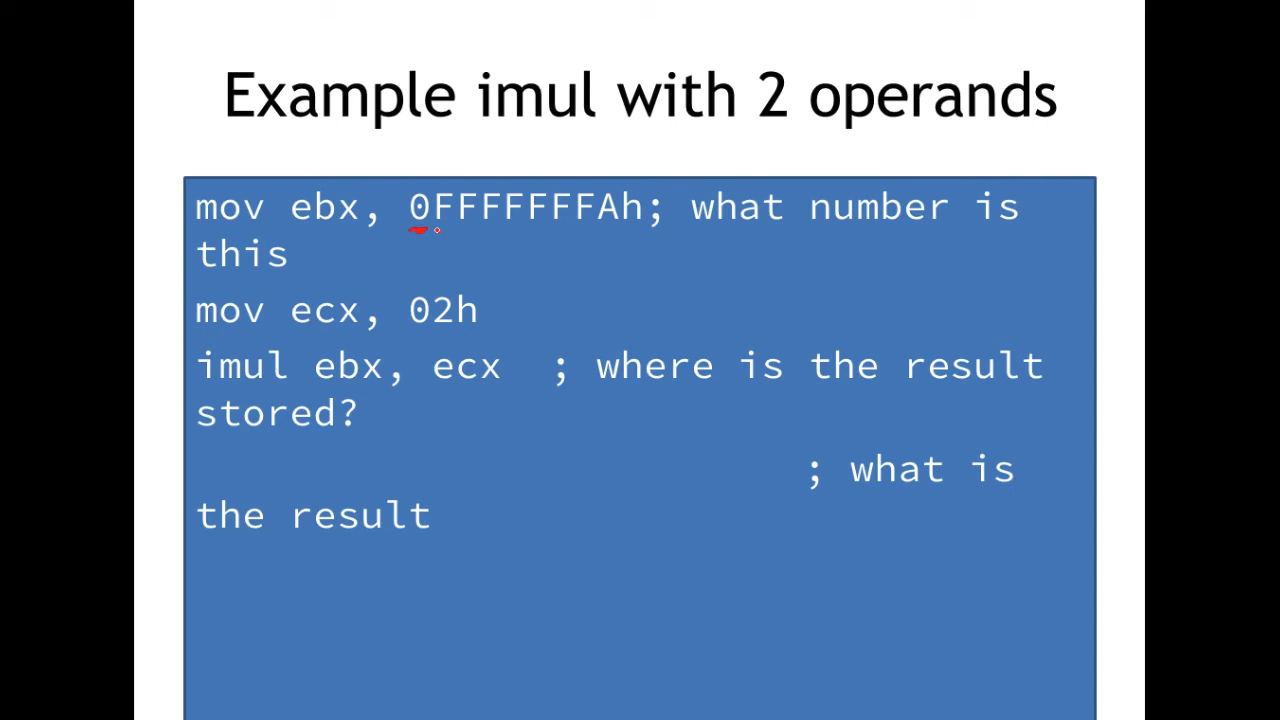 Example imul with 2 operands
mov ebx, 0FFFFFFFAh; what number is
this
mov ecx, 02h
imul ebx, ecx  ; where is the result
stored?
; what is
the result